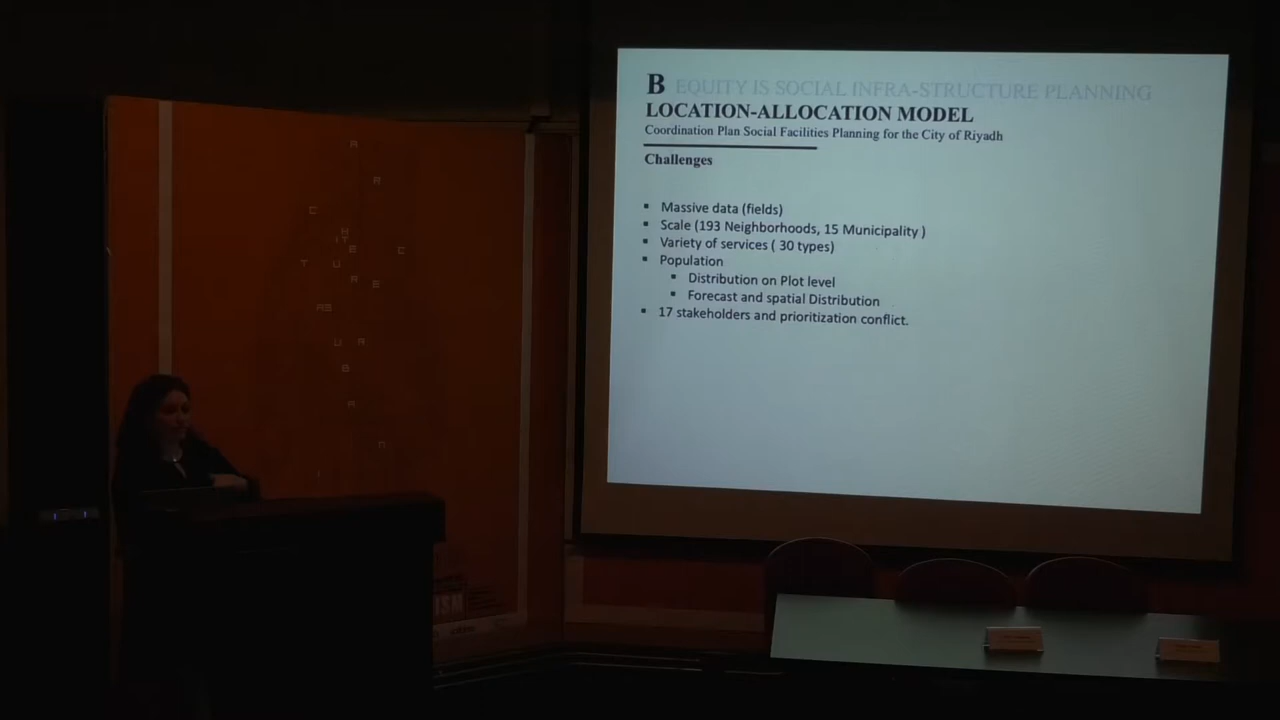 B EQUITY IS SOCIAL INFRA-STRUCTURE PLANNING
LOCATION-ALLOCATION MODEL
Coordination Plan Social Facilities Planning for the City of Riyadh
Challenges
▪ Massive data (fields)
▪ Scale (193 Neighborhoods, 15 Municipality )
▪ Variety of services ( 30 types)
▪ Population
▪ Distribution on Plot level
▪ Forecast and spatial Distribution
▪ 17 stakeholders and prioritization conflict.
A
R
C
H
IT
E
C
T U
R
E
U R
B
A
n
ISM